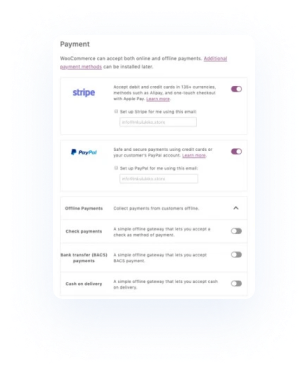 Payment
WooCommerce can accept both online and offline payments. Additional
payment methods can be installed later.
stripe
Accept debit and credit cards in 135+ currencies,
methods such as Alipay, and one-touch checkout
with Apple Pay. Learn more.
Set up Stripe for me using this email:
PayPal
Safe and secure payments using credit cards or
your customer's PayPal account. Learn more.
Set up PayPal for me using this email:
Offline Payments
Collect payments from customers offline.
Check payments
A simple offline gateway that lets you accept a
check as method of payment.
Bank transfer (BACS)
payments
A simple offline gateway that lets you accept
BACS payment.
Cash on delivery
A simple offline gateway that lets you accept cash
on delivery.